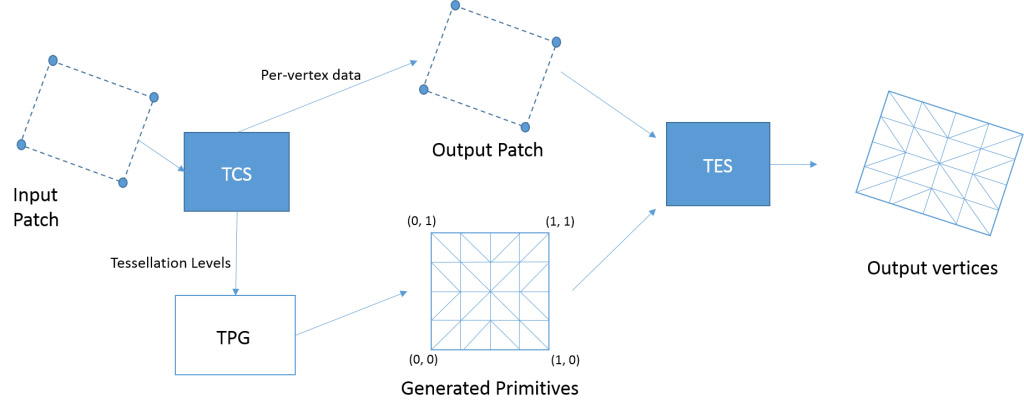 Input
Patch
TCS
Per-vertex data
Output Patch
TES
Output vertices
Tessellation Levels
TPG
(0, 1)
(1, 1)
(0, 0)
(1, 0)
Generated Primitives